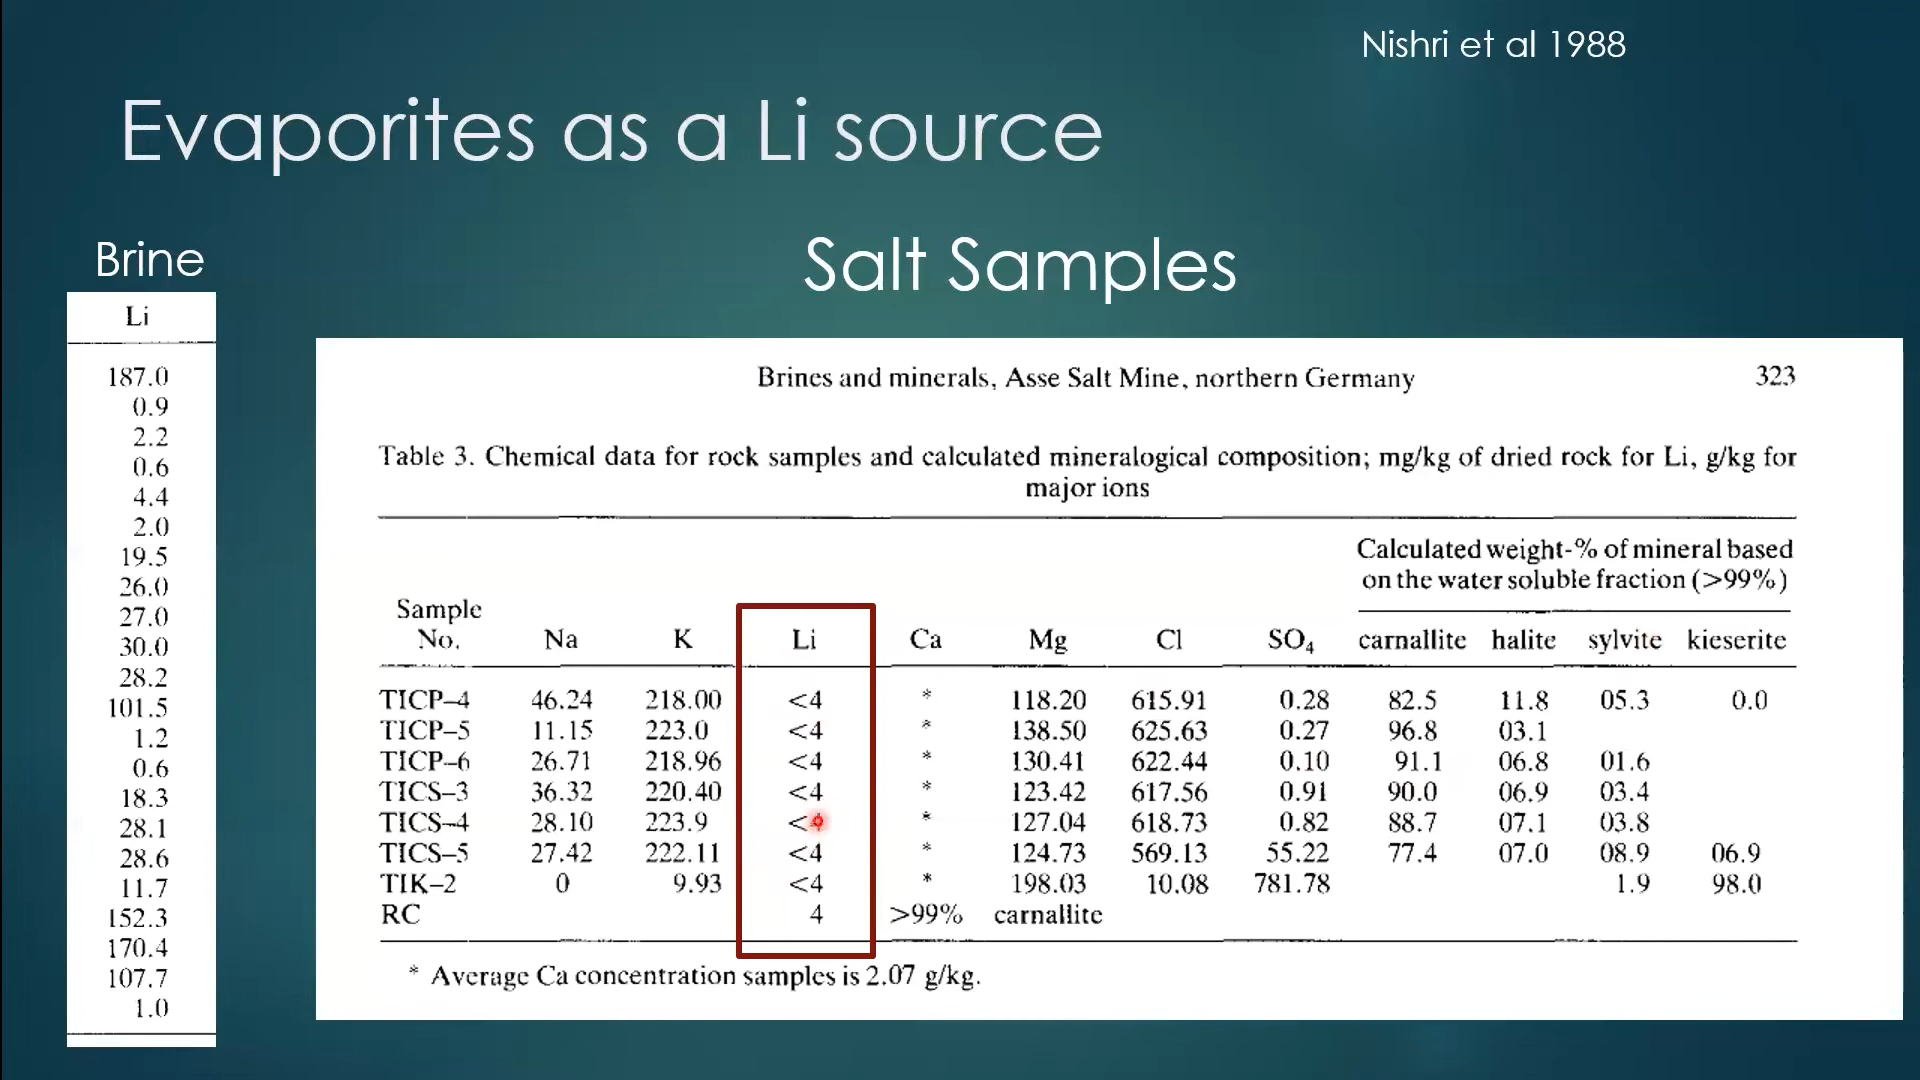 Nishri et al 1988
Evaporites as a Li source
Brine
Li
187.0
0.9
2.2
0.6
4.4
2.0
19.5
26.0
27.0
30.0
28.2
101.5
1.2
0.6
18.3
28.1
28.6
11.7
152.3
170.4
107.7
1.0
Salt Samples
Brines and minerals, Asse Salt Mine, northern Germany 323
Table 3. Chemical data for rock samples and calculated mineralogical composition; mg/kg of dried rock for Li, g/kg for
major ions
Calculated weight-% of mineral based
on the water soluble fraction (>99%)
Sample
No. Na K Li Ca Mg Cl SO₄ carnallite halite sylvite kieserite
TICP–4 46.24 218.00 <4 * 118.20 615.91 0.28 82.5 11.8 05.3 0.0
TICP–5 11.15 223.0 <4 * 138.50 625.63 0.27 96.8 03.1
TICP–6 26.71 218.96 <4 * 130.41 622.44 0.10 91.1 06.8 01.6
TICS–3 36.32 220.40 <4 * 123.42 617.56 0.91 90.0 06.9 03.4
TICS–4 28.10 223.9 <4 * 127.04 618.73 0.82 88.7 07.1 03.8
TICS–5 27.42 222.11 <4 * 124.73 569.13 55.22 77.4 07.0 08.9 06.9
TIK–2 0 9.93 <4 * 198.03 10.08 781.78 1.9 98.0
RC 4 >99% carnallite
* Average Ca concentration samples is 2.07 g/kg.